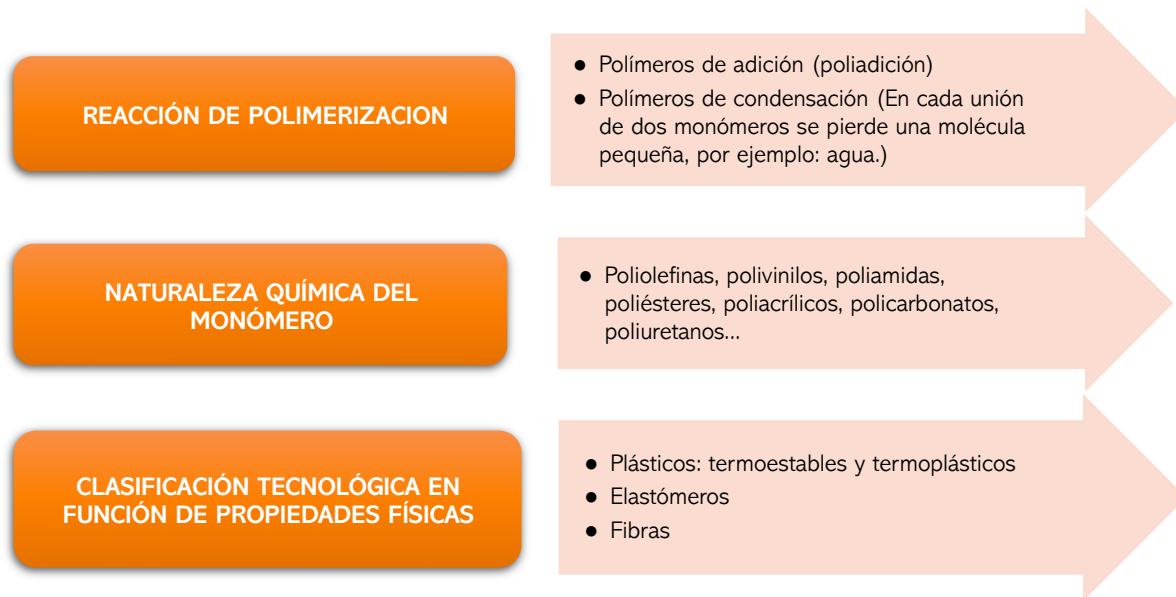 REACCIÓN DE POLIMERIZACION
● Polímeros de adición (poliadición)
● Polímeros de condensación (En cada unión
de dos monómeros se pierde una molécula
pequeña, por ejemplo: agua.)
NATURALEZA QUÍMICA DEL
MONÓMERO
● Poliolefinas, polivinilos, poliamidas,
poliésteres, poliacrílicos, policarbonatos,
poliuretanos...
CLASIFICACIÓN TECNOLÓGICA EN
FUNCIÓN DE PROPIEDADES FÍSICAS
● Plásticos: termoestables y termoplásticos
● Elastómeros
● Fibras